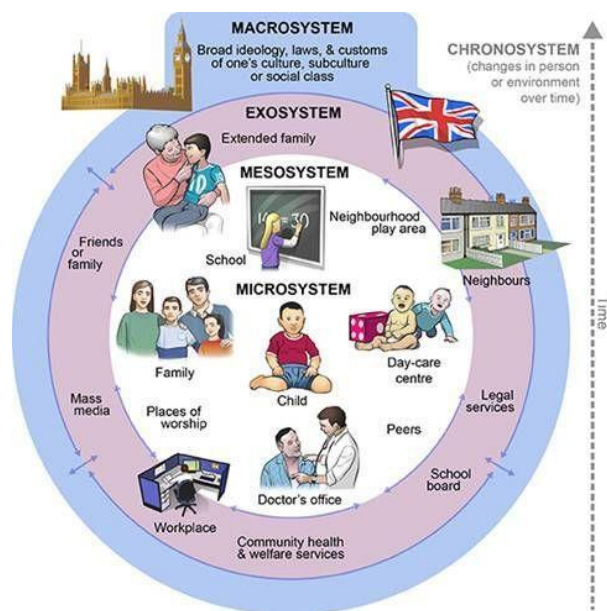 MACROSYSTEM
Broad ideology, laws, & customs
of one's culture, subculture
or social class
CHRONOSYSTEM
(changes in person
or environment
over time)
EXOSYSTEM
Extended family
MESOSYSTEM
Neighbourhood
play area
School
Friends
or family
Neighbours
MICROSYSTEM
Family
Child
Day-care
centre
Mass
media
Places of
worship
Peers
Legal
services
Doctor's office
School
board
Workplace
Community health
& welfare services
Time